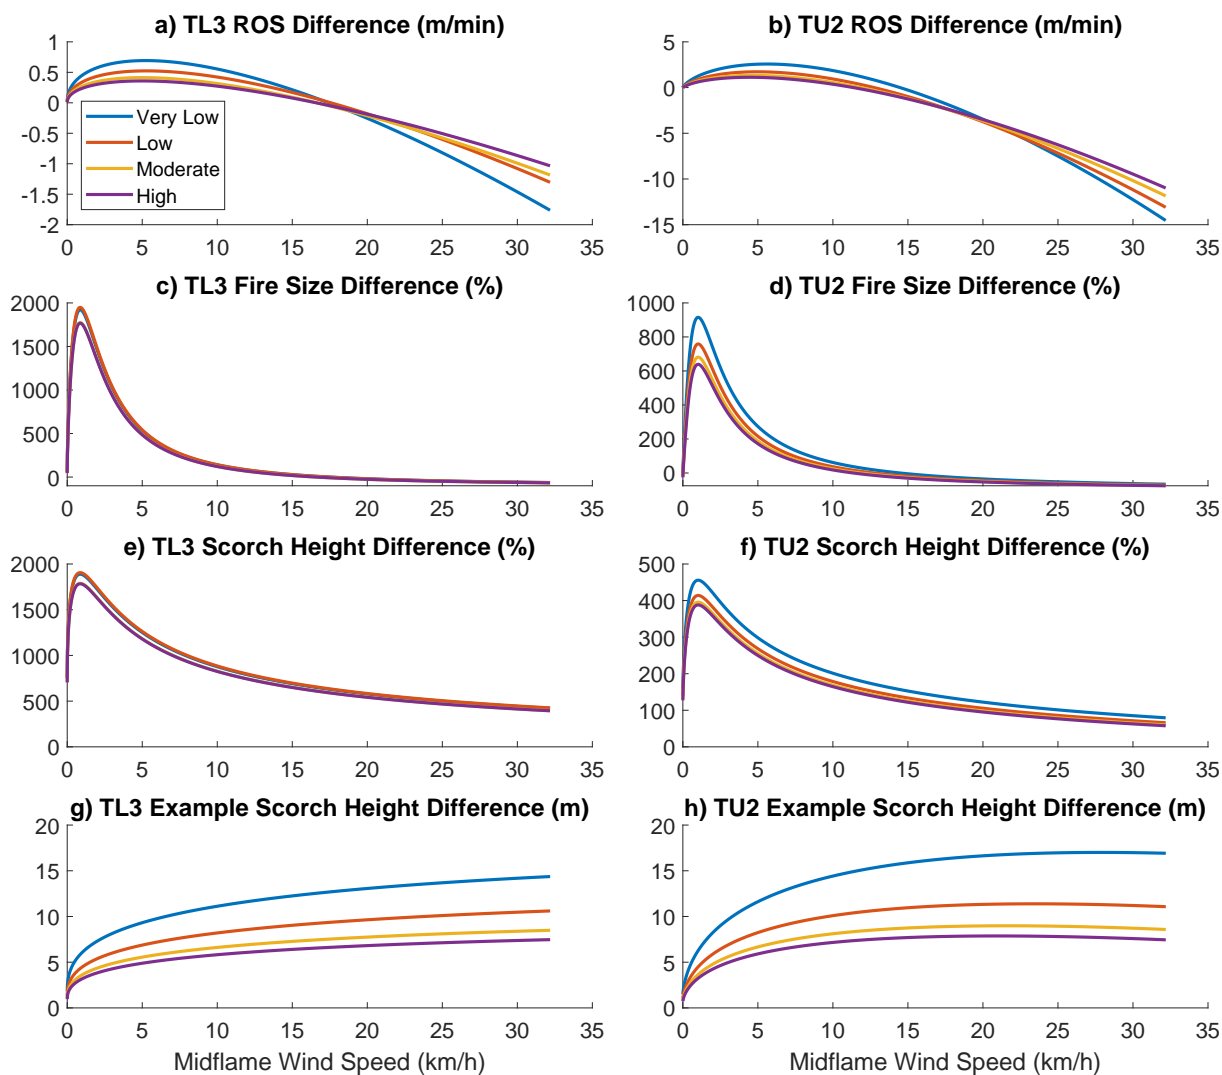 a) TL3 ROS Difference (m/min)
1
0.5
0
-0.5
-1
-1.5
-2
0 5 10 15 20 25 30 35
Very Low
Low
Moderate
High
b) TU2 ROS Difference (m/min)
5
0
-5
-10
-15
0 5 10 15 20 25 30 35
c) TL3 Fire Size Difference (%)
2000
1500
1000
500
0
0 5 10 15 20 25 30 35
d) TU2 Fire Size Difference (%)
1000
800
600
400
200
0
0 5 10 15 20 25 30 35
e) TL3 Scorch Height Difference (%)
2000
1500
1000
500
0
0 5 10 15 20 25 30 35
f) TU2 Scorch Height Difference (%)
500
400
300
200
100
0
0 5 10 15 20 25 30 35
g) TL3 Example Scorch Height Difference (m)
20
15
10
5
0
0 5 10 15 20 25 30 35
Midflame Wind Speed (km/h)
h) TU2 Example Scorch Height Difference (m)
20
15
10
5
0
0 5 10 15 20 25 30 35
Midflame Wind Speed (km/h)